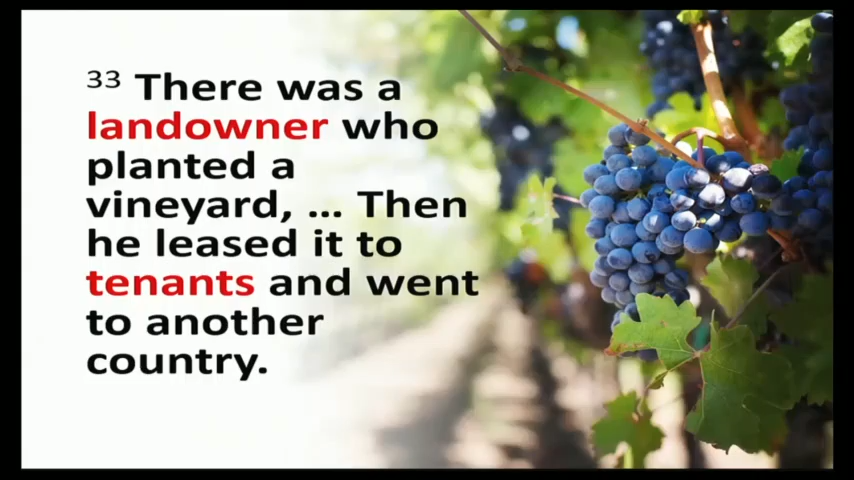 33 There was a
landowner who
planted a
vineyard, ... Then
he leased it to
tenants and went
to another
country.